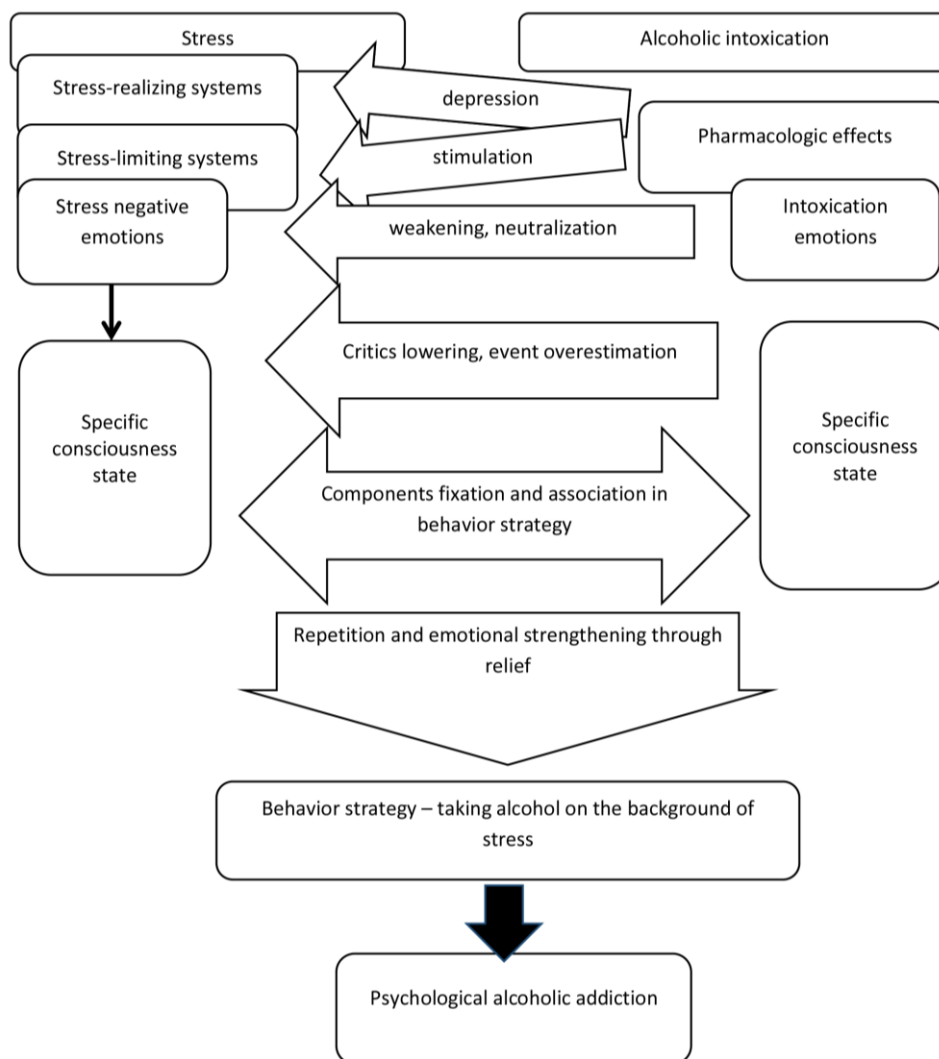 Stress
Alcoholic intoxication
Stress-realizing systems
depression
Pharmacologic effects
Stress-limiting systems
stimulation
Stress negative
emotions
weakening, neutralization
Intoxication
emotions
Critics lowering, event overestimation
Specific
consciousness
state
Specific
consciousness
state
Components fixation and association in
behavior strategy
Repetition and emotional strengthening through
relief
Behavior strategy – taking alcohol on the background of
stress
Psychological alcoholic addiction